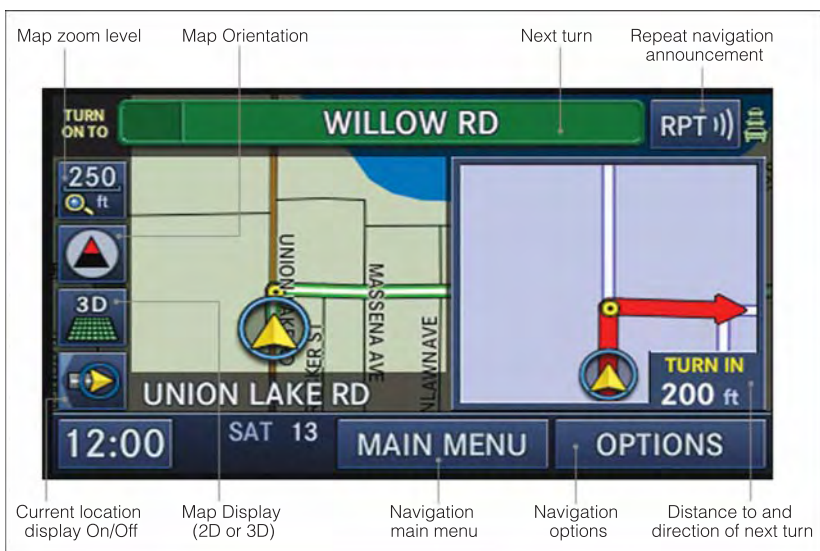 Map zoom level
Map Orientation
Next turn
Repeat navigation
announcement
TURN
ON TO
WILLOW RD
RPT
250
ft
3D
UNION LAKE RD
12:00
SAT 13
MAIN MENU
OPTIONS
UNION
MASSENA AVE
KER ST
NLAWNAVE
TURN IN
200 ft
Current location
display On/Off
Map Display
(2D or 3D)
Navigation
main menu
Navigation
options
Distance to and
direction of next turn